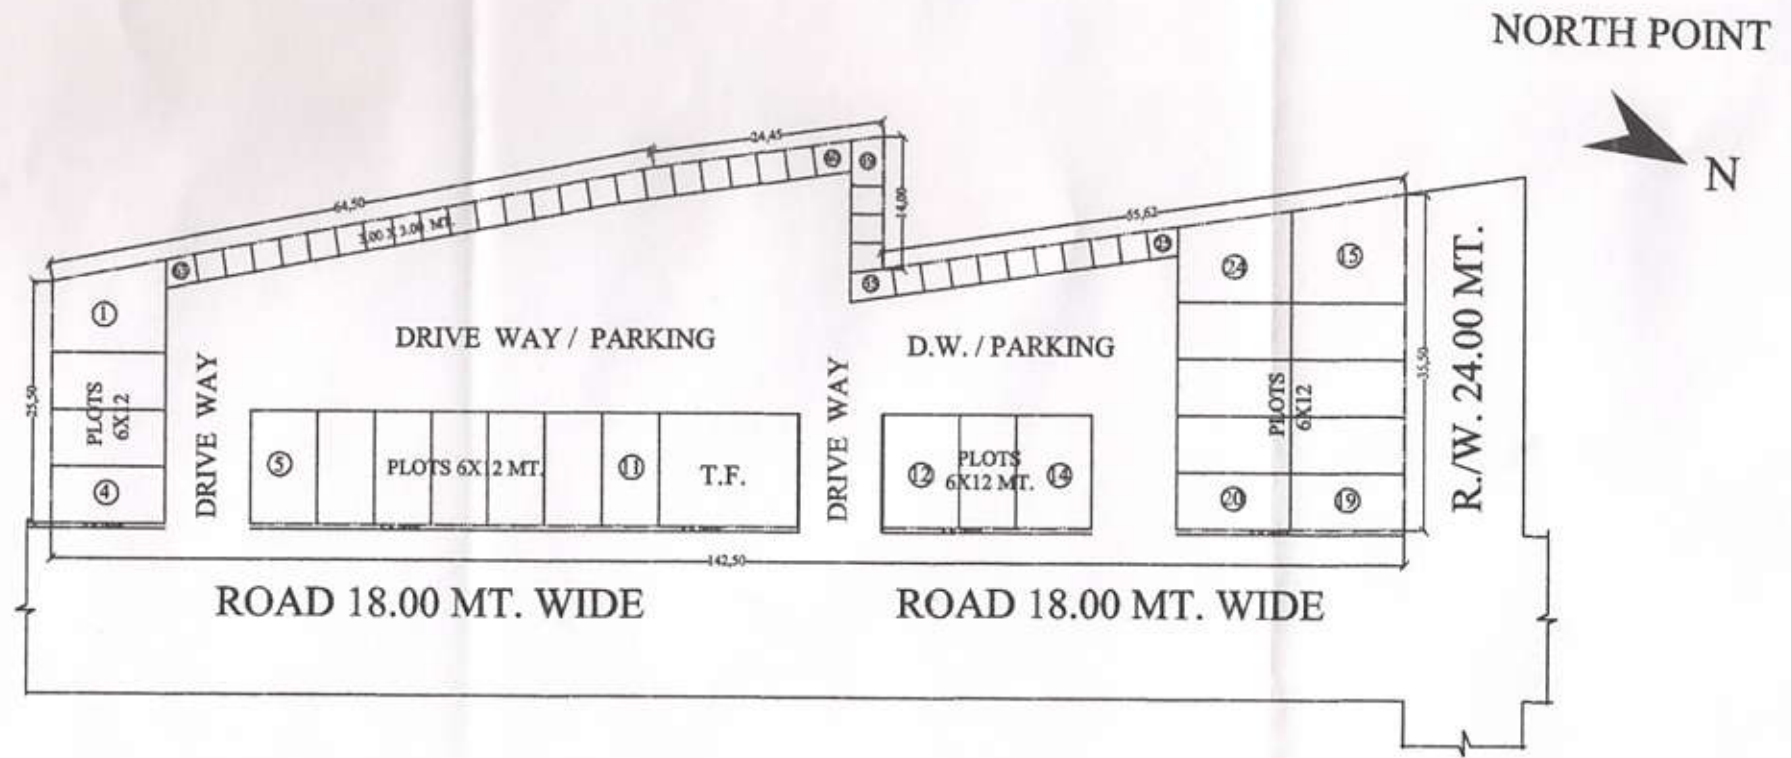 NORTH POINT
N
24,45
64,50
3.00 X 3.00 MT.
14,00
55,62
24
15
1
DRIVE WAY / PARKING
D.W. / PARKING
R./W. 24.00 MT.
35,50
25,50
PLOTS
6X12
DRIVE WAY
DRIVE WAY
PLOTS
6X12
5
PLOTS 6X12 MT.
11
T.F.
12
PLOTS
6X12 MT.
14
4
20
19
142,50
ROAD 18.00 MT. WIDE
ROAD 18.00 MT. WIDE